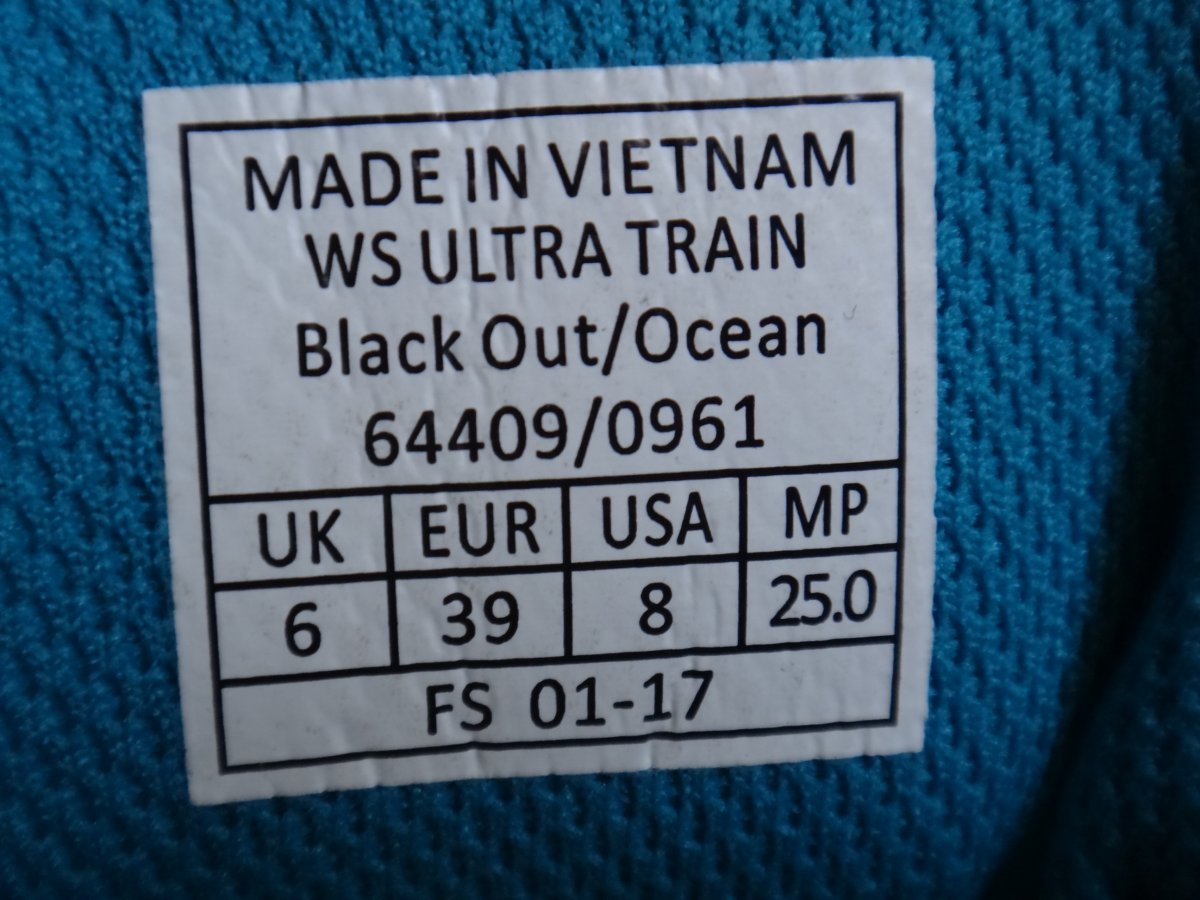 MADE IN VIETNAM
WS ULTRA TRAIN
Black Out/Ocean
64409/0961
UK EUR USA MP
6 39 8 25.0
FS 01-17